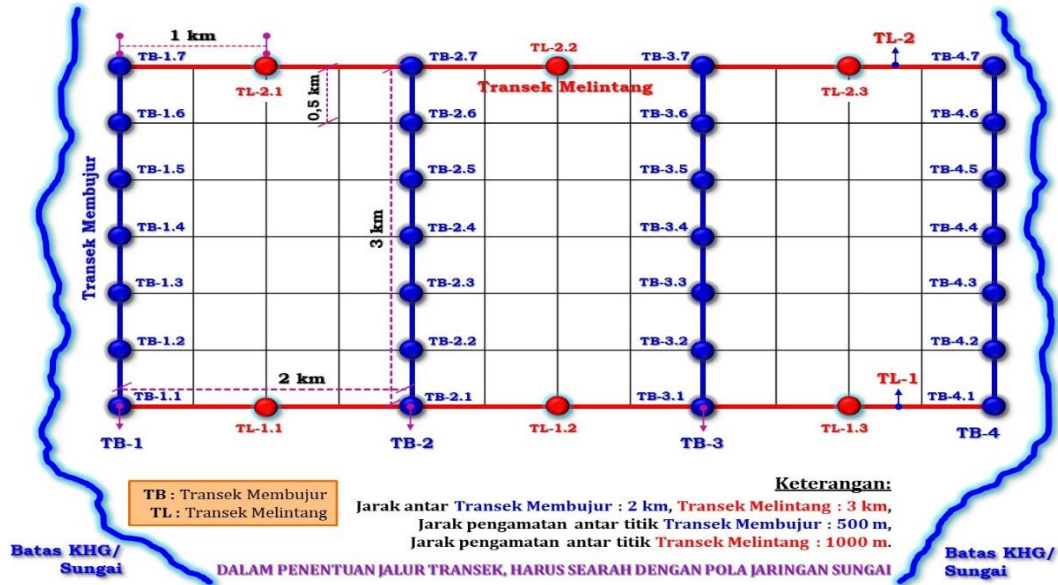 1 km
TB-1.7
TL-2.1
TB-2.7
TL-2.2
Transek Melintang
TB-3.7
TL-2
TL-2.3
TB-4.7
0,5 km
TB-1.6
TB-2.6
TB-3.6
TB-4.6
Transek Membujur
TB-1.5
TB-2.5
TB-3.5
TB-4.5
3 km
TB-1.4
TB-2.4
TB-3.4
TB-4.4
TB-1.3
TB-2.3
TB-3.3
TB-4.3
TB-1.2
TB-2.2
TB-3.2
TB-4.2
2 km
TL-1
TB-1.1
TB-2.1
TB-3.1
TB-4.1
TL-1.1
TL-1.2
TL-1.3
TB-1
TB-2
TB-3
TB-4
TB : Transek Membujur
TL : Transek Melintang
Keterangan:
Jarak antar Transek Membujur : 2 km, Transek Melintang : 3 km,
Jarak pengamatan antar titik Transek Membujur : 500 m,
Jarak pengamatan antar titik Transek Melintang : 1000 m.
Batas KHG/
Sungai
Batas KHG/
Sungai
DALAM PENENTUAN JALUR TRANSEK, HARUS SEARAH DENGAN POLA JARINGAN SUNGAI